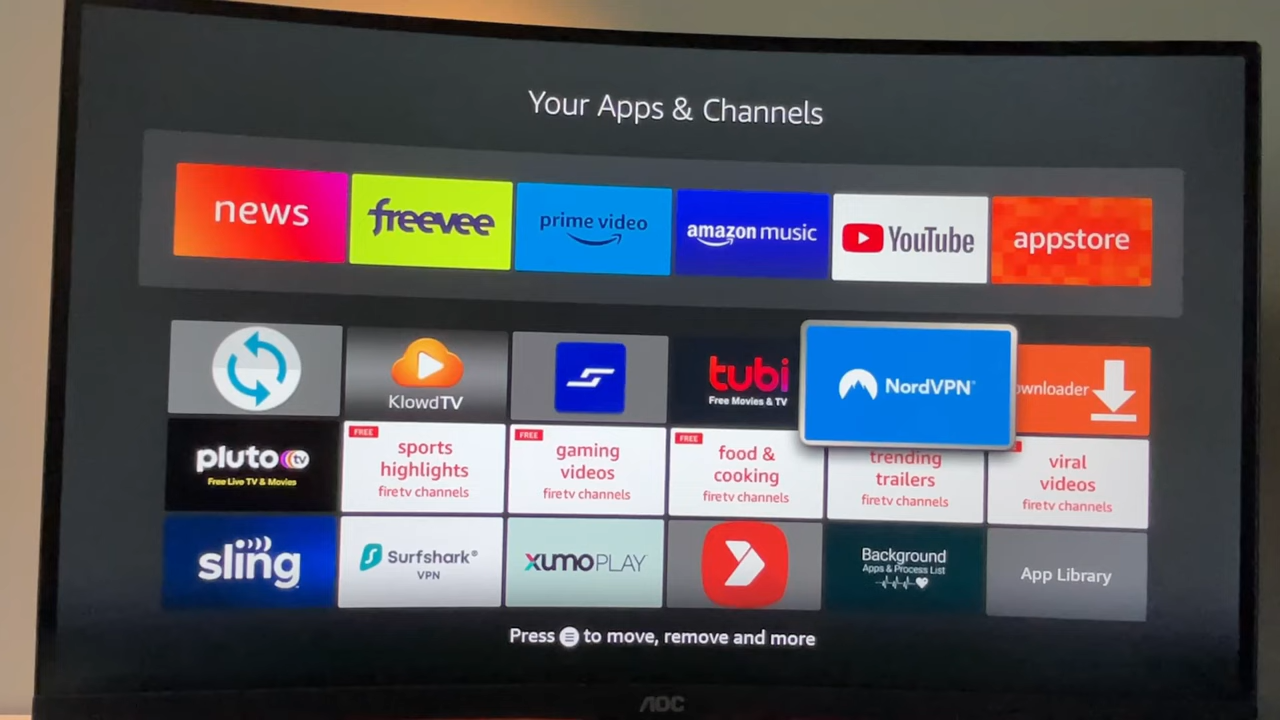 Your Apps & Channels
news
freevee
prime video
amazon music
YouTube
appstore
KlowdTV
tubi
Free Movies & TV
NordVPN
ownloader
pluto tv
Free Live TV & Movies
FREE
sports
highlights
firetv channels
FREE
gaming
videos
firetv channels
FREE
food &
cooking
firetv channels
trending
trailers
firetv channels
viral
videos
firetv channels
sling
Surfshark®
VPN
xumo PLAY
Background
Apps & Process List
App Library
Press to move, remove and more
AOC